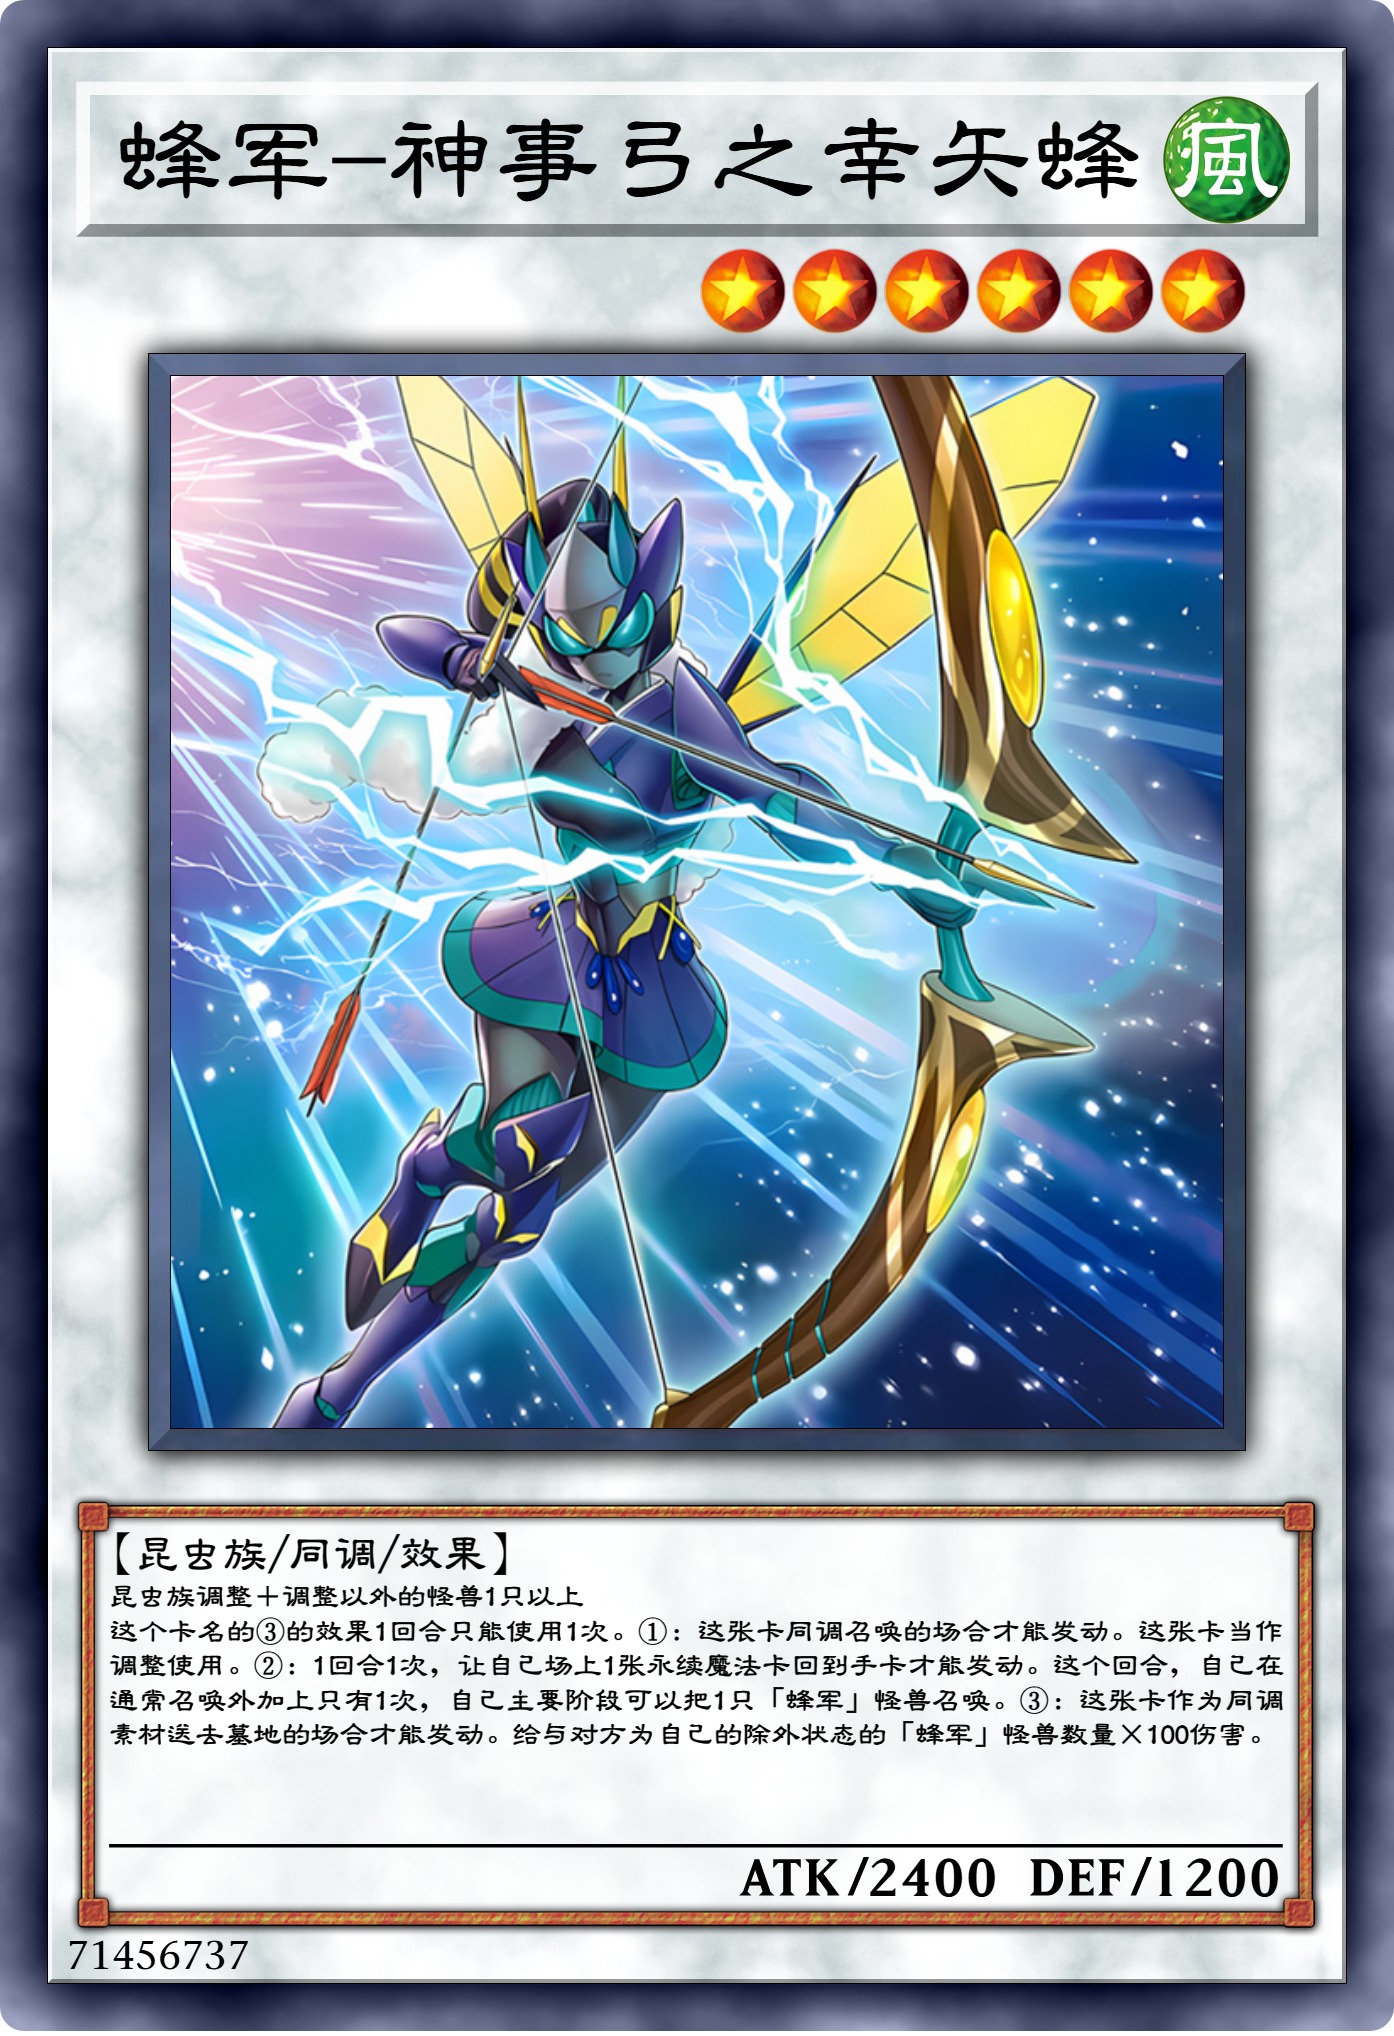 蜂军-神事弓之幸矢蜂
風
【昆虫族/同调/效果】
昆虫族调整＋调整以外的怪兽1只以上
这个卡名的③的效果1回合只能使用1次。①：这张卡同调召唤的场合才能发动。这张卡当作
调整使用。②：1回合1次，让自己场上1张永续魔法卡回到手卡才能发动。这个回合，自己在
通常召唤外加上只有1次，自己主要阶段可以把1只「蜂军」怪兽召唤。③：这张卡作为同调
素材送去墓地的场合才能发动。给与对方为自己的除外状态的「蜂军」怪兽数量×100伤害。
ATK/2400 DEF/1200
71456737